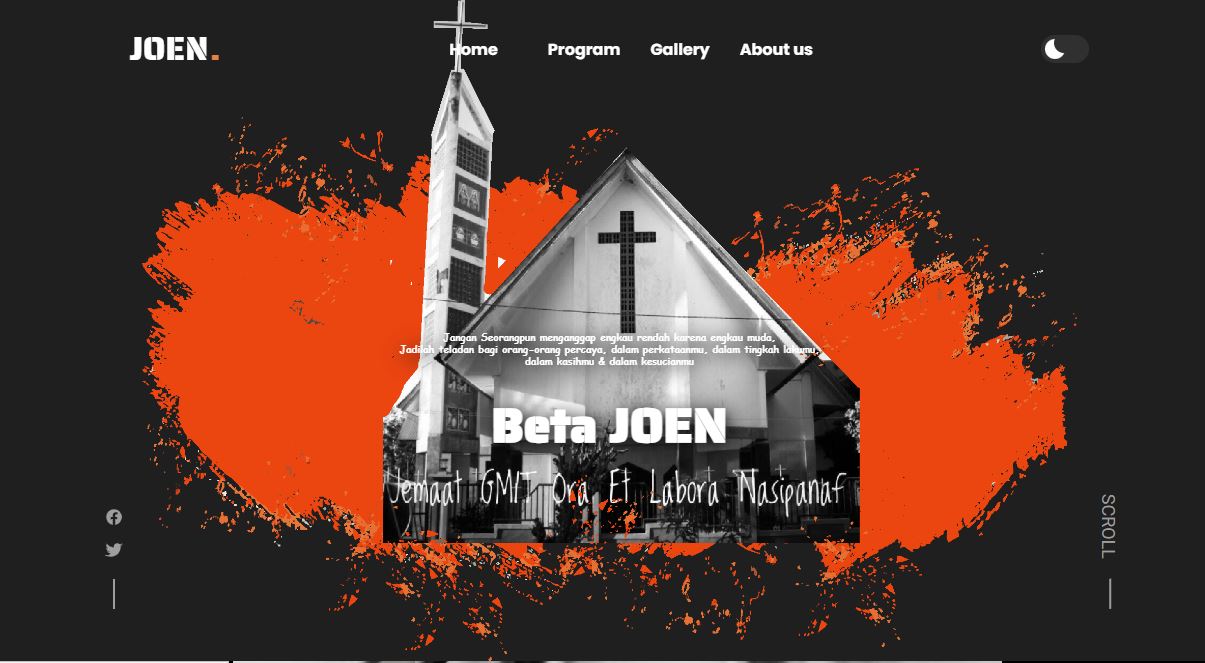 JOEN.
Home Program Gallery About us
Jangan Seorangpun menganggap engkau rendah karena engkau muda,
Jadilah teladan bagi orang-orang percaya, dalam perkataanmu, dalam tingkah lakumu,
dalam kasihmu & dalam kesucianmu
Beta JOEN
Jemaat GMIT Ora Et Labora Nasipanaf
SCROLL